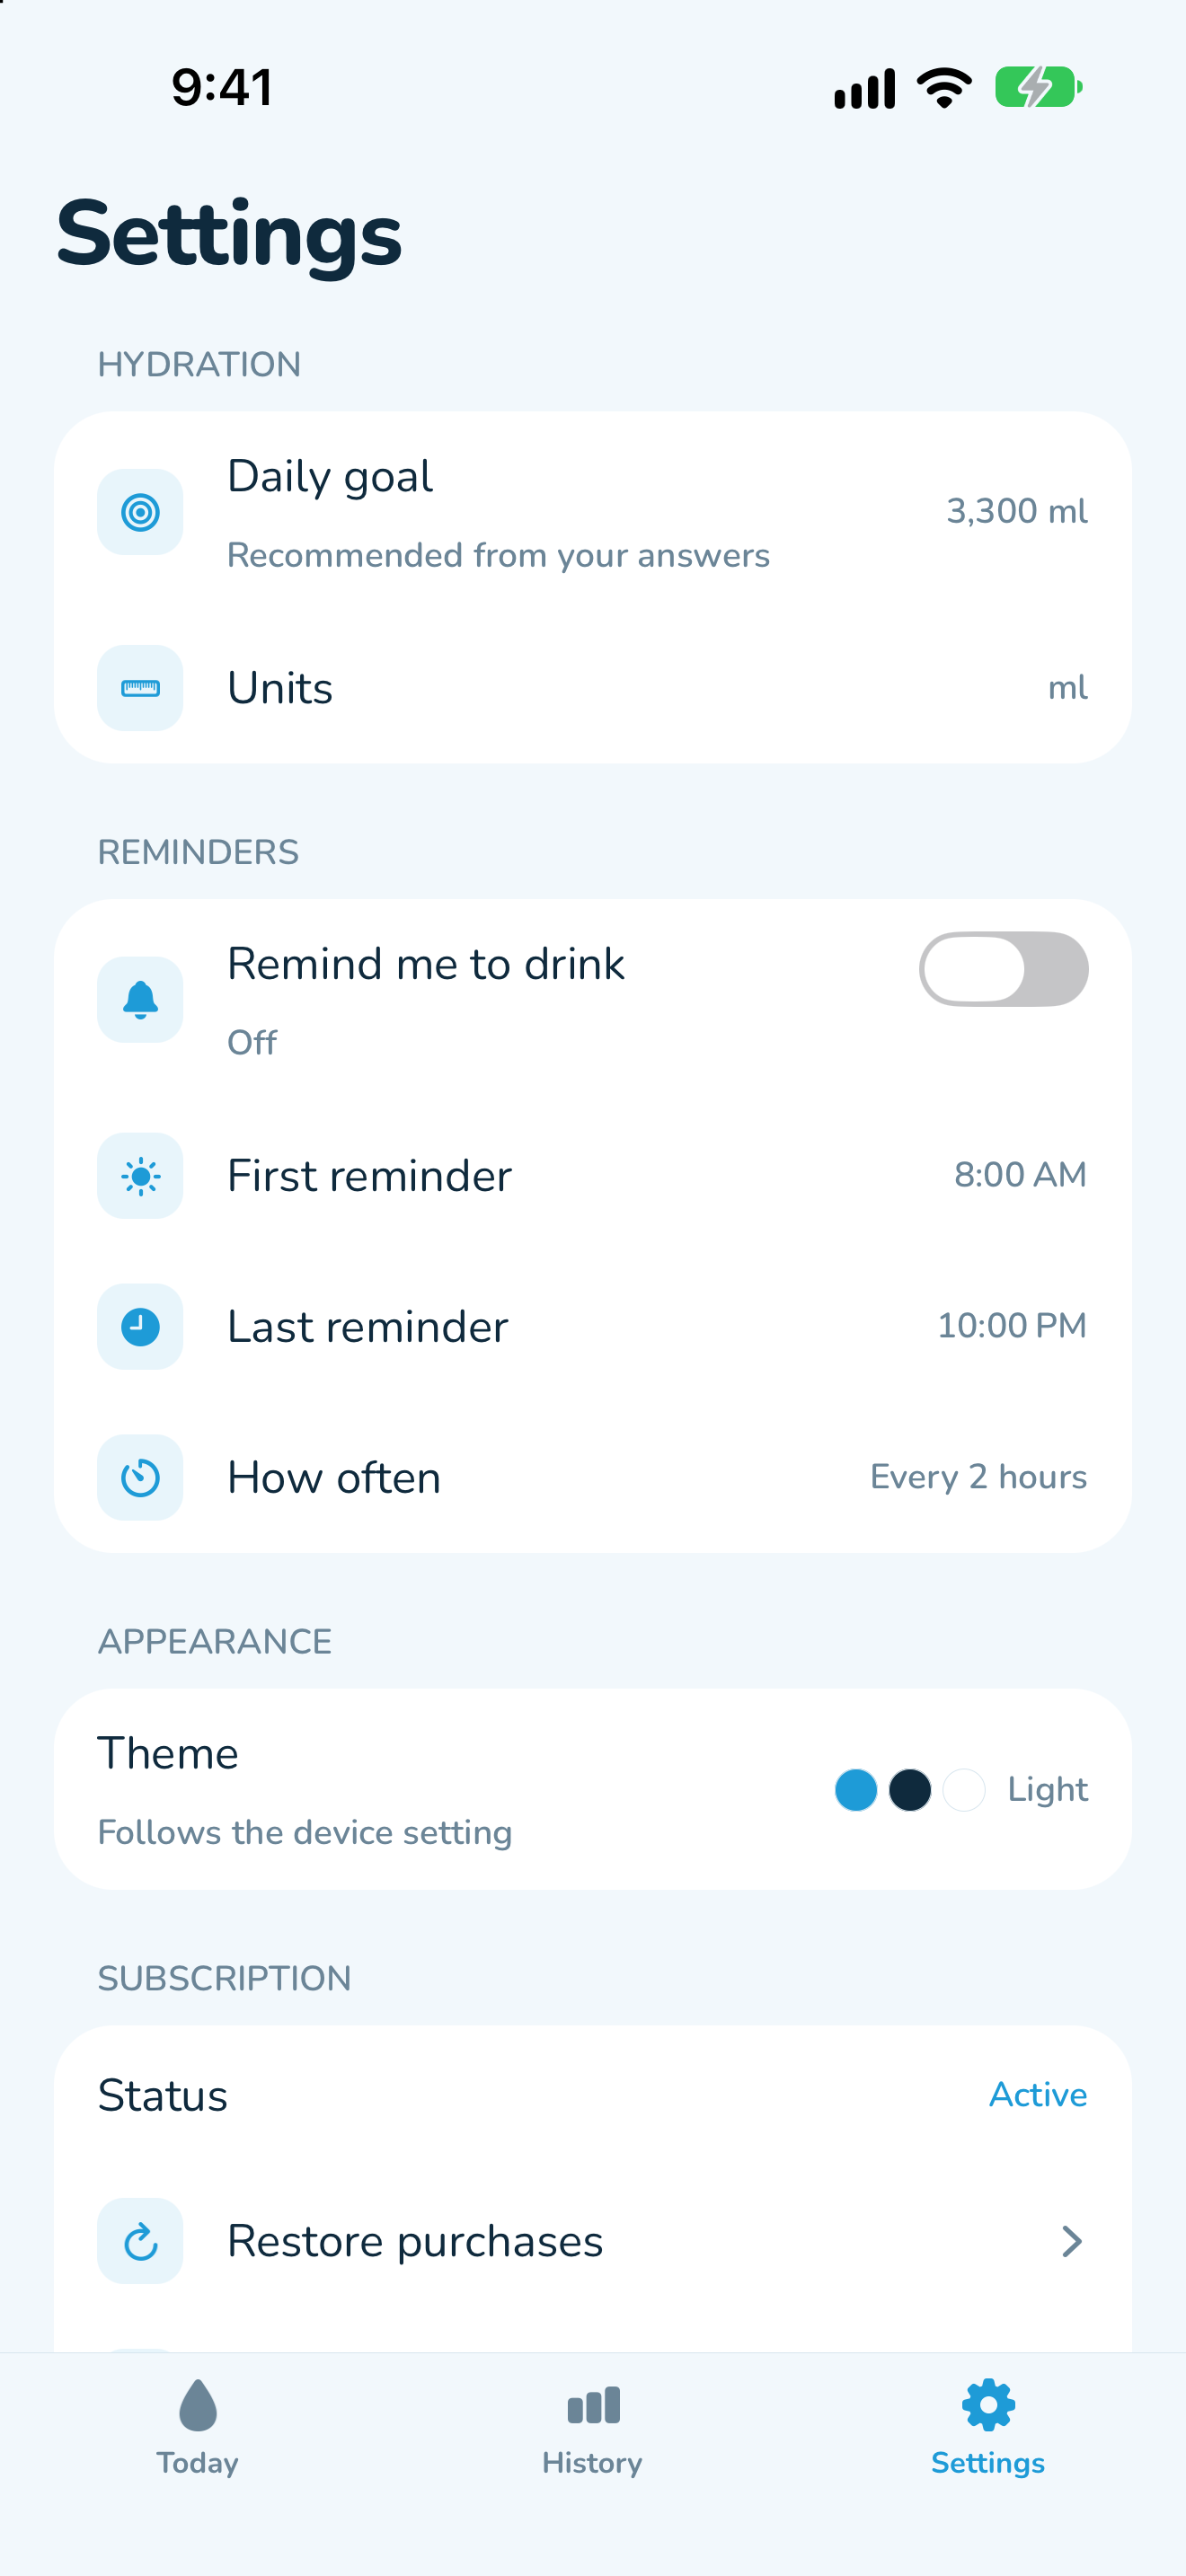 9:41
Settings
HYDRATION
Daily goal
3,300 ml
Recommended from your answers
Units
ml
REMINDERS
Remind me to drink
Off
First reminder
8:00 AM
Last reminder
10:00 PM
How often
Every 2 hours
APPEARANCE
Theme
Light
Follows the device setting
SUBSCRIPTION
Status
Active
Restore purchases
Today
History
Settings